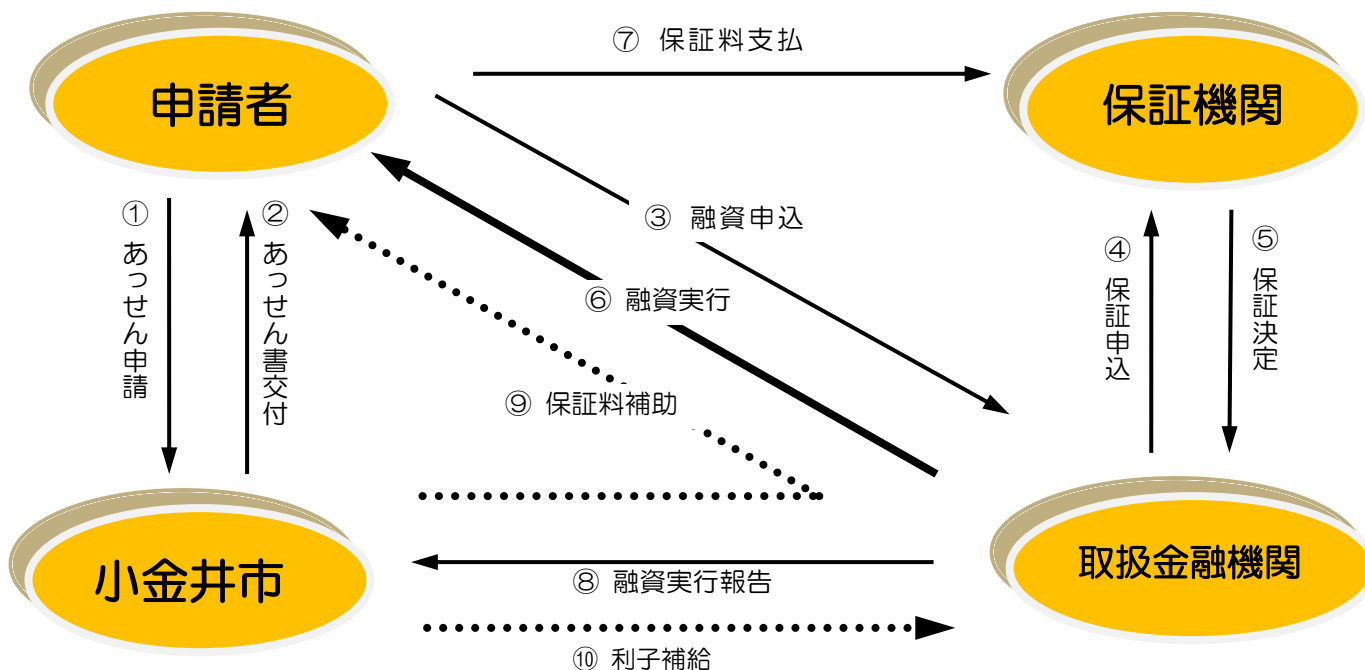 ⑦ 保証料支払
申請者
保証機関
① あっせん申請
② あっせん書交付
③ 融資申込
④ 保証申込
⑤ 保証決定
⑥ 融資実行
⑨ 保証料補助
小金井市
取扱金融機関
⑧ 融資実行報告
⑩ 利子補給